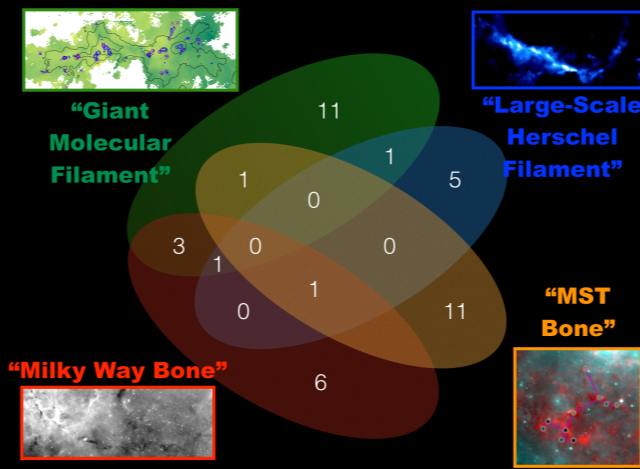 “Giant
Molecular
Filament”
“Large-Scale
Herschel
Filament”
11
1
5
1
0
3
0
0
1
1
0
11
6
“MST
Bone”
“Milky Way Bone”